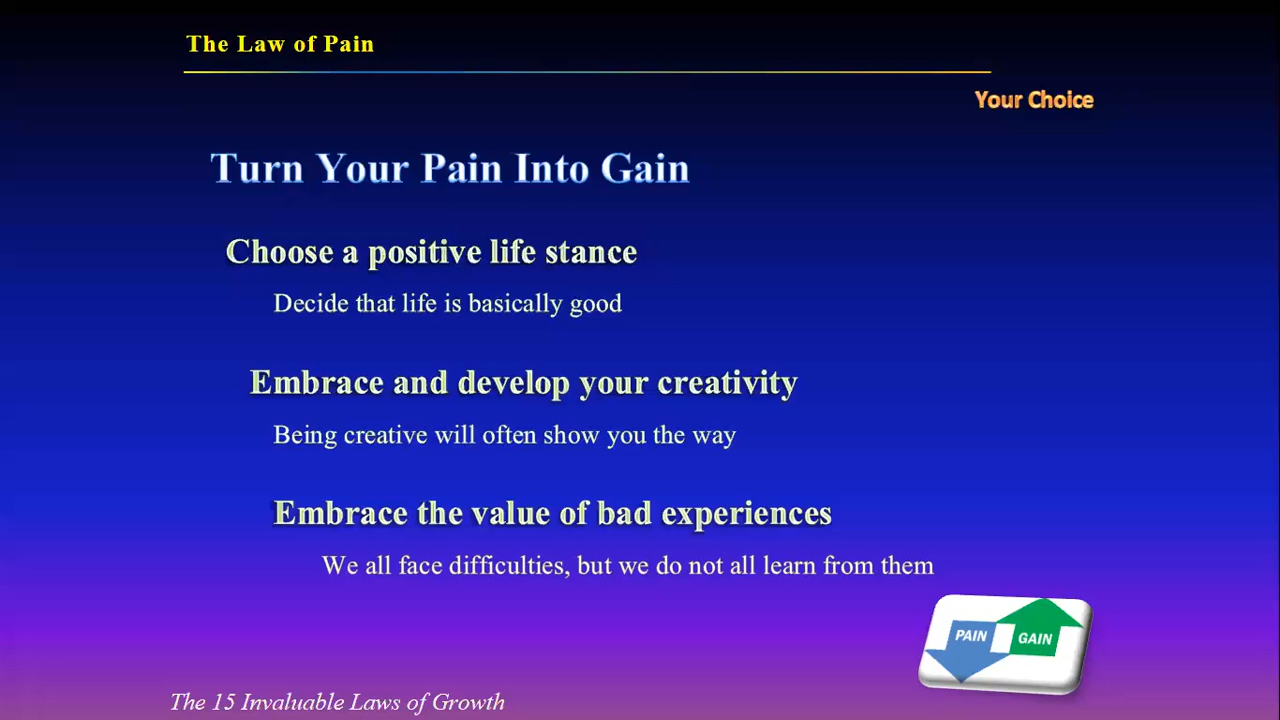 The Law of Pain
Your Choice
Turn Your Pain Into Gain
Choose a positive life stance
Decide that life is basically good
Embrace and develop your creativity
Being creative will often show you the way
Embrace the value of bad experiences
We all face difficulties, but we do not all learn from them
PAIN
GAIN
The 15 Invaluable Laws of Growth